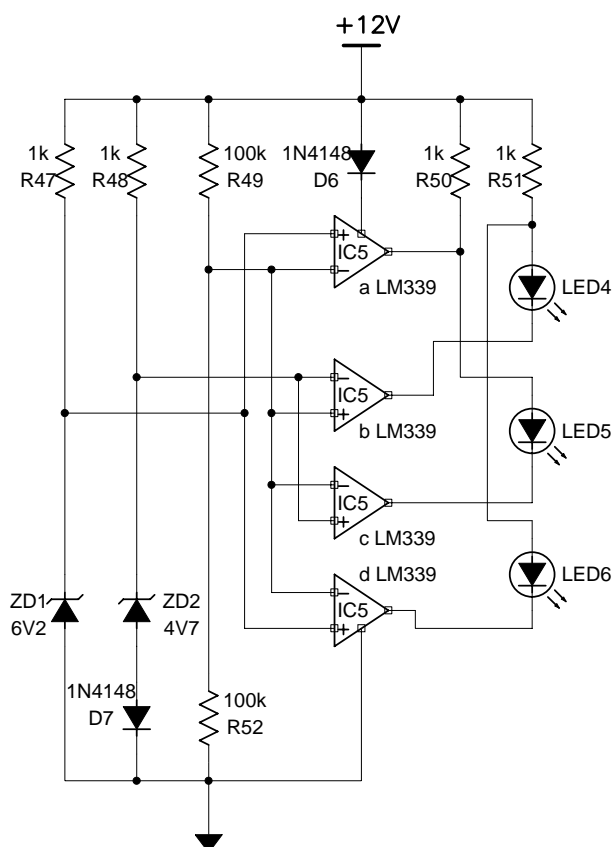 +12V
1k
R47
1k
R48
100k
R49
1N4148
D6
1k
R50
1k
R51
+
IC5
−
a LM339
LED4
−
IC5
+
b LM339
LED5
−
IC5
+
c LM339
d LM339
−
IC5
+
LED6
ZD1
6V2
ZD2
4V7
1N4148
D7
100k
R52